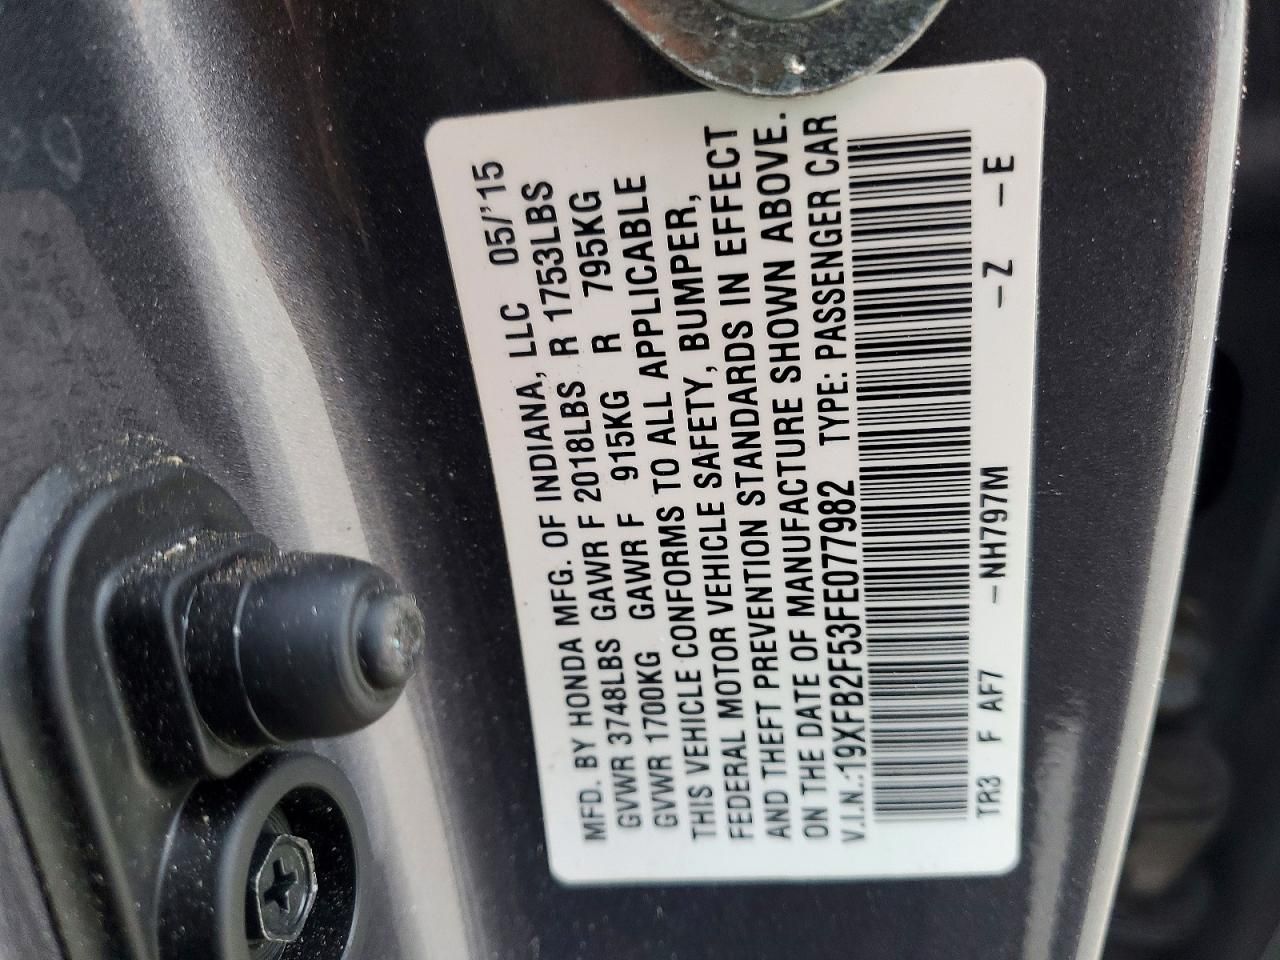 MFD. BY HONDA MFG. OF INDIANA, LLC 05/'15
GVWR 3748LBS GAWR F 2018LBS R 1753LBS
GVWR 1700KG GAWR F 915KG R 795KG
THIS VEHICLE CONFORMS TO ALL APPLICABLE
FEDERAL MOTOR VEHICLE SAFETY, BUMPER,
AND THEFT PREVENTION STANDARDS IN EFFECT
ON THE DATE OF MANUFACTURE SHOWN ABOVE.
V.I.N.:19XFB2F53FE077982 TYPE: PASSENGER CAR
TR3 F AF7 –NH797M –Z –E